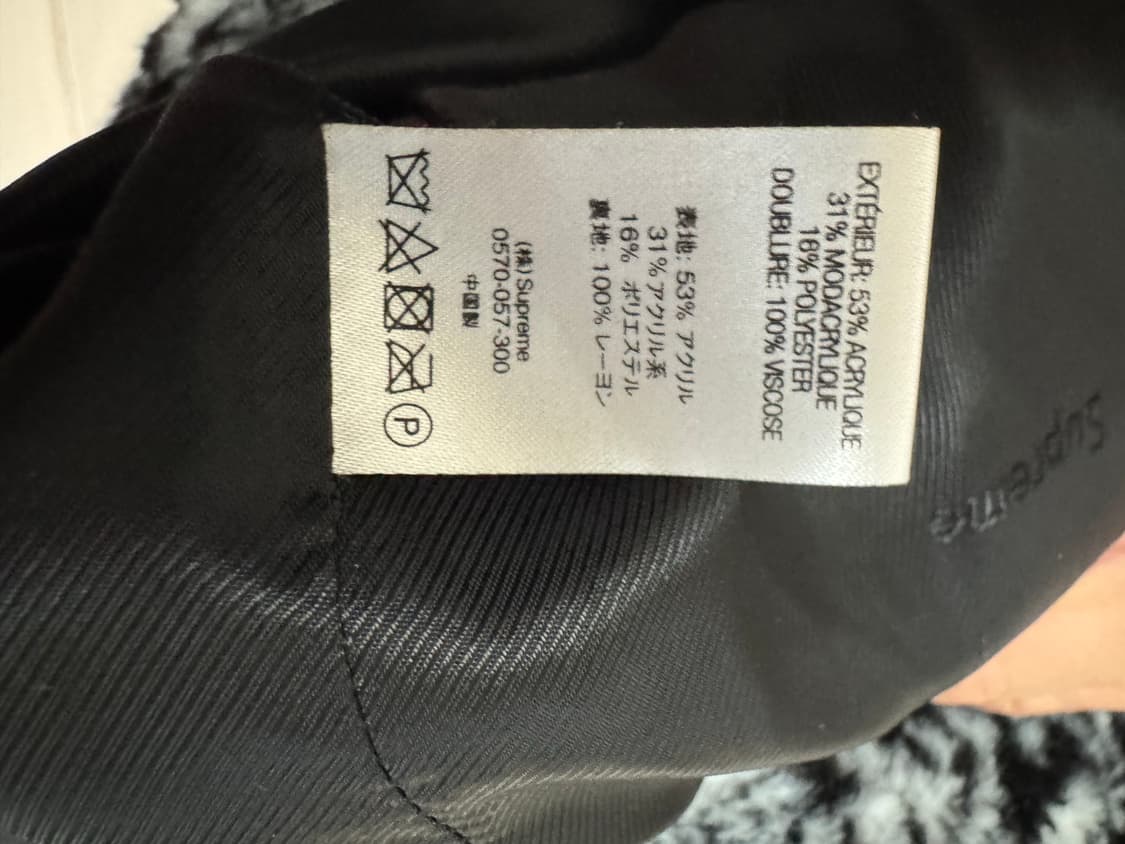 EXTÉRIEUR: 53% ACRYLIQUE
31% MODACRYLIQUE
16% POLYESTER
DOUBLURE: 100% VISCOSE
表地: 53% アクリル
31% アクリル系
16% ポリエステル
裏地: 100% レーヨン
(株) Supreme
0570-057-300
中国製
P
Supreme